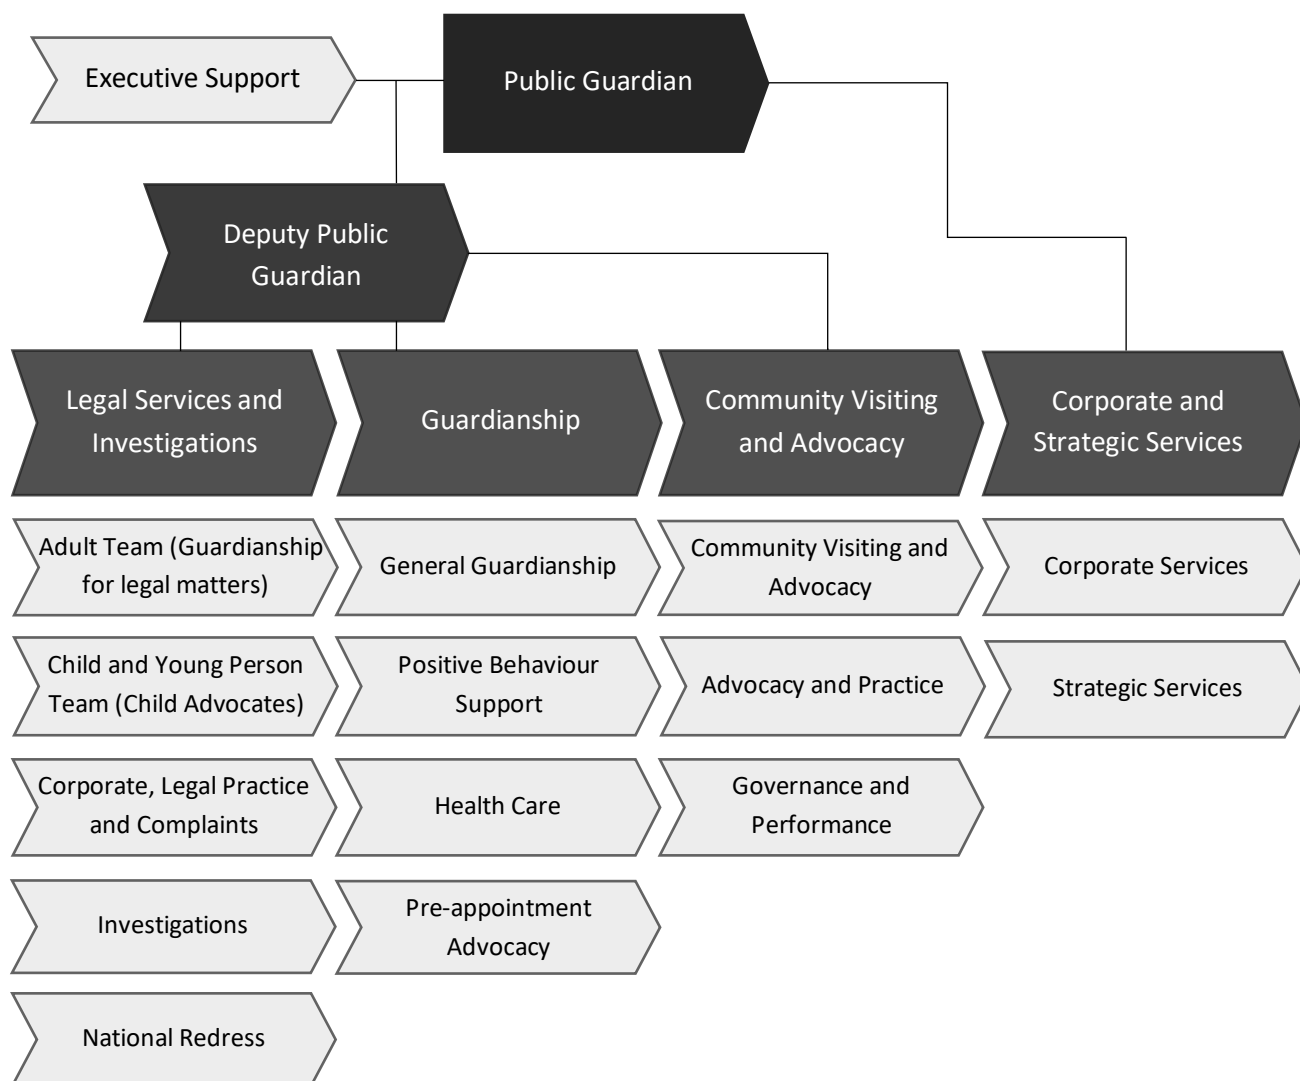 Executive Support
Public Guardian
Deputy Public
Guardian
Legal Services and
Investigations
Guardianship
Community Visiting
and Advocacy
Corporate and
Strategic Services
Adult Team (Guardianship
for legal matters)
General Guardianship
Community Visiting and
Advocacy
Corporate Services
Child and Young Person
Team (Child Advocates)
Positive Behaviour
Support
Advocacy and Practice
Strategic Services
Corporate, Legal Practice
and Complaints
Health Care
Governance and
Performance
Investigations
Pre-appointment
Advocacy
National Redress